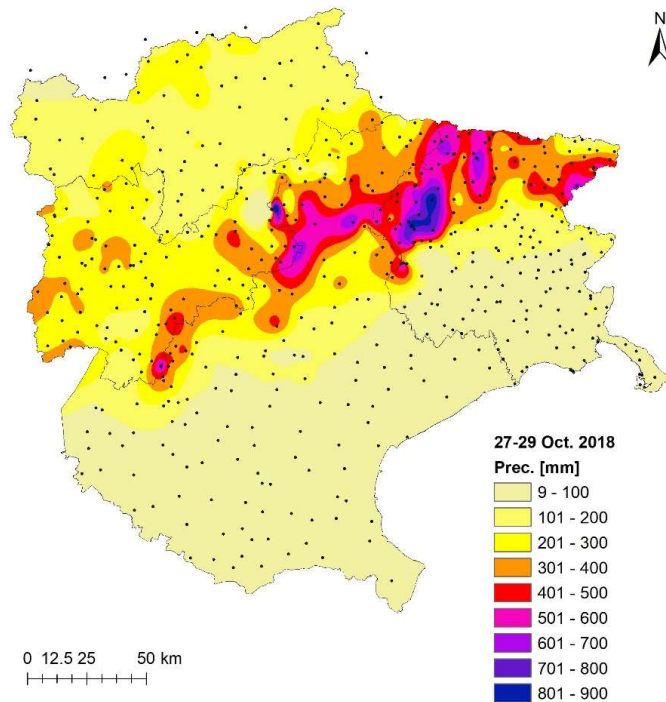 N
27-29 Oct. 2018
Prec. [mm]
9 - 100
101 - 200
201 - 300
301 - 400
401 - 500
501 - 600
601 - 700
701 - 800
801 - 900
0 12.5 25 50 km